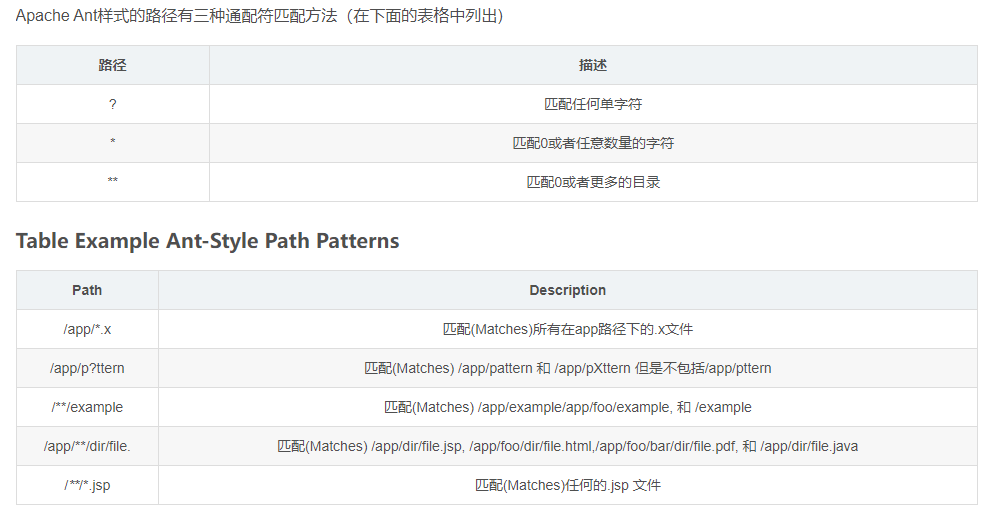 Apache Ant样式的路径有三种通配符匹配方法（在下面的表格中列出）
路径 描述
? 匹配任何单字符
* 匹配0或者任意数量的字符
** 匹配0或者更多的目录
Table Example Ant-Style Path Patterns
Path Description
/app/*.x 匹配(Matches)所有在app路径下的.x文件
/app/p?ttern 匹配(Matches) /app/pattern 和 /app/pXttern 但是不包括/app/pttern
/**/example 匹配(Matches) /app/example/app/foo/example, 和 /example
/app/**/dir/file. 匹配(Matches) /app/dir/file.jsp, /app/foo/dir/file.html,/app/foo/bar/dir/file.pdf, 和 /app/dir/file.java
/**/*.jsp 匹配(Matches)任何的.jsp 文件